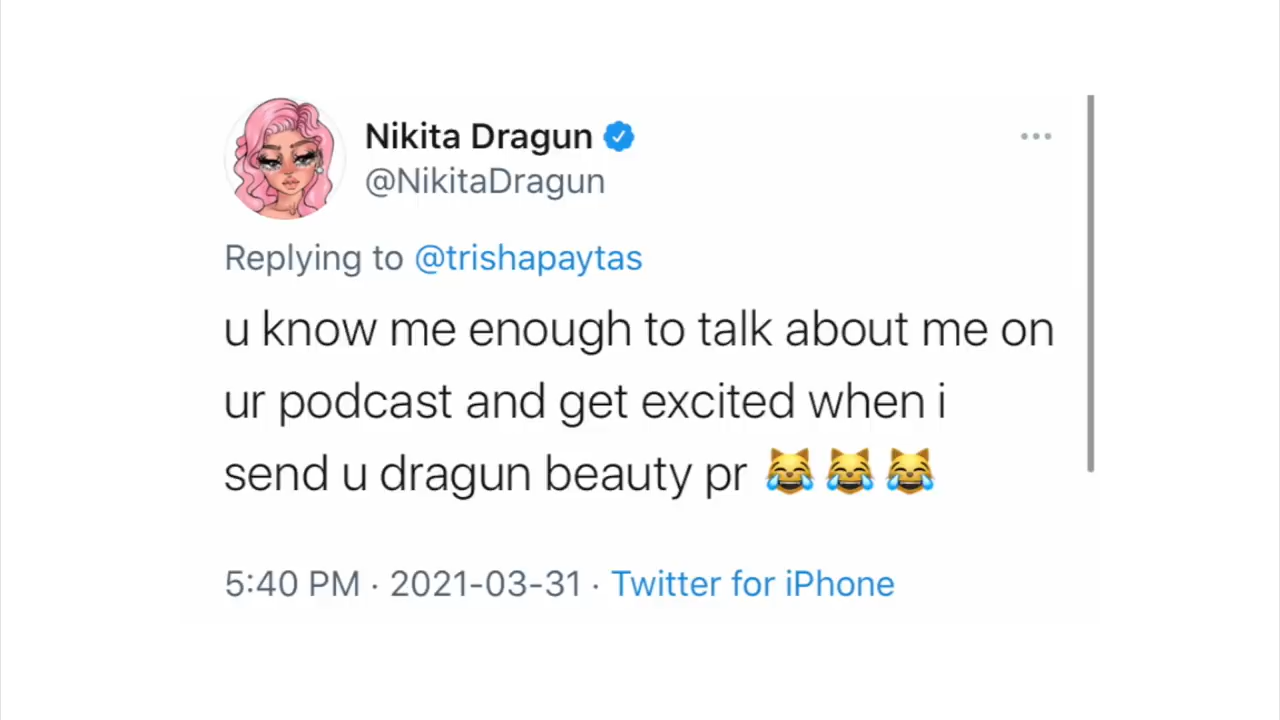 Nikita Dragun
@NikitaDragun
Replying to @trishapaytas
u know me enough to talk about me on
ur podcast and get excited when i
send u dragun beauty pr 😹😹😹
5:40 PM · 2021-03-31 · Twitter for iPhone